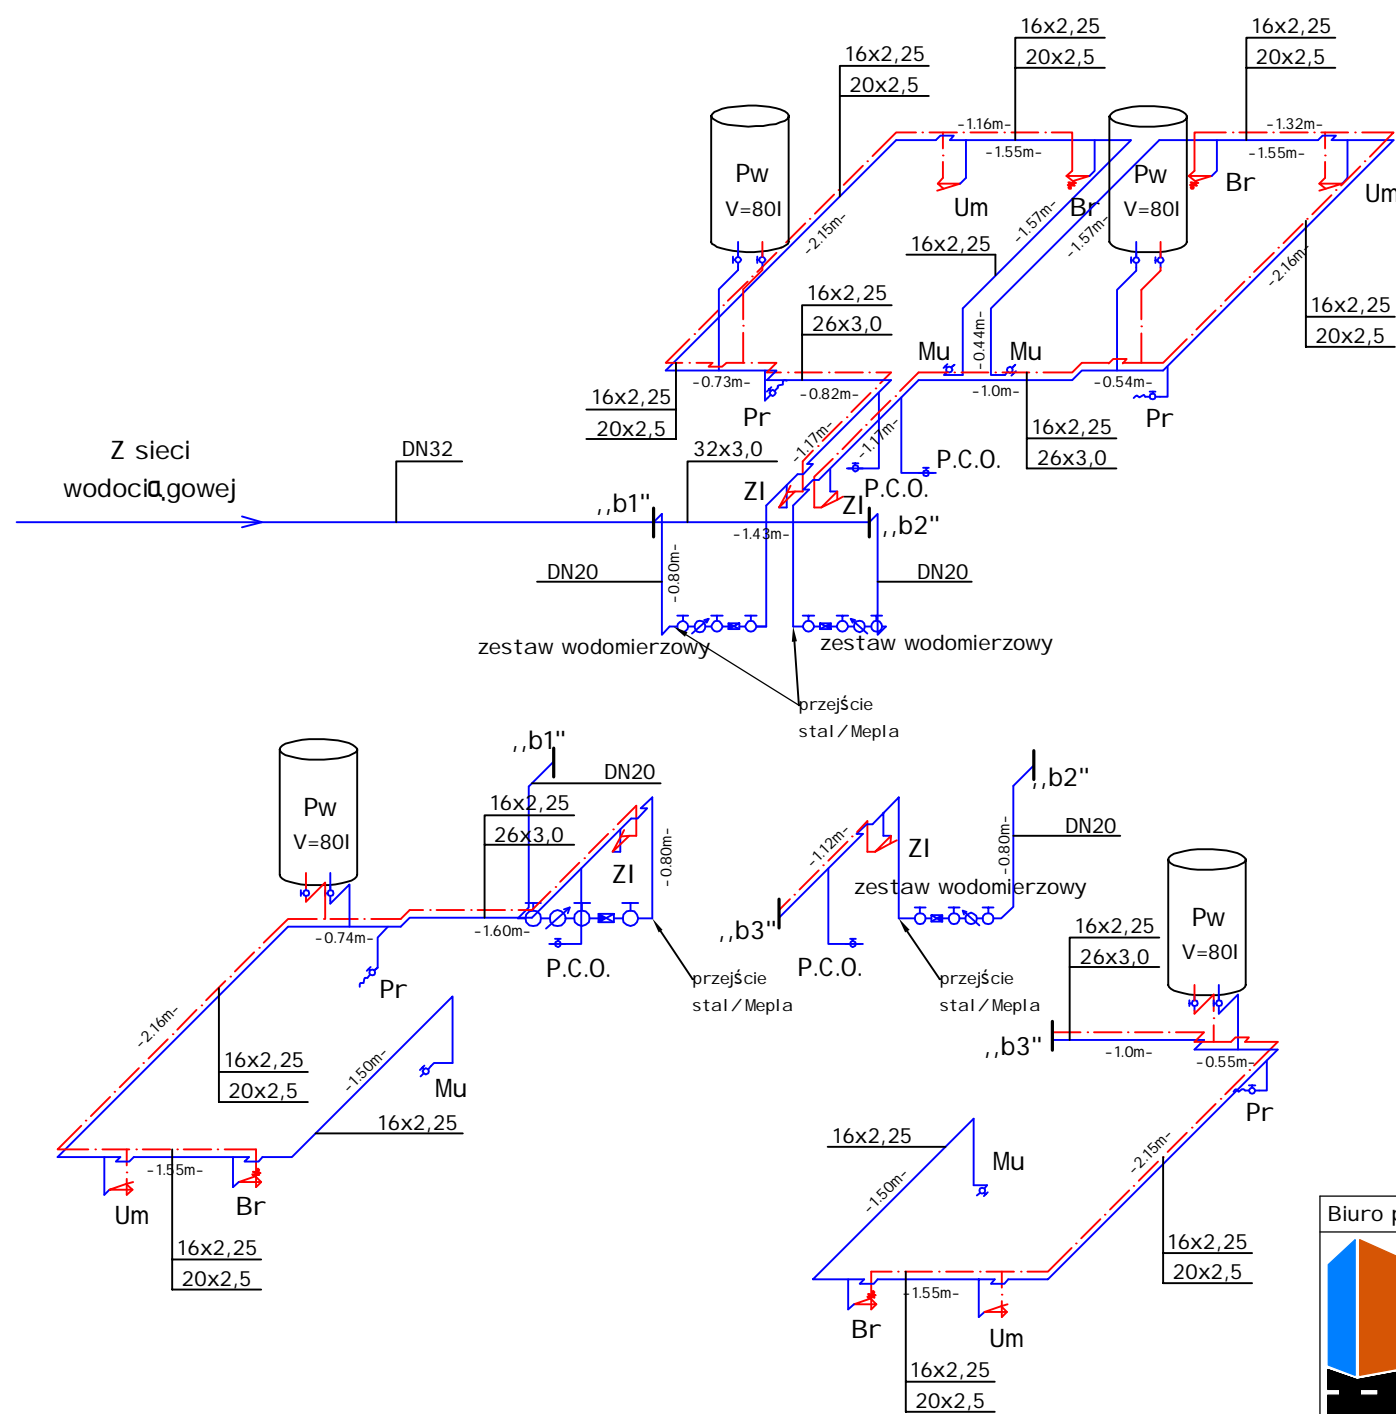 16x2,25
20x2,5
16x2,25
20x2,5
16x2,25
20x2,5
-1.16m-
-1.55m-
-1.32m-
-1.55m-
Pw
V=80l
Pw
V=80l
Um
Br
Br
Um
-2.15m-
-1.57m-
-1.57m-
-2.16m-
16x2,25
16x2,25
26x3,0
16x2,25
20x2,5
-0.44m-
Mu
Mu
-0.73m-
-0.82m-
-1.0m-
-0.54m-
16x2,25
20x2,5
Pr
Pr
16x2,25
26x3,0
-1.17m-
-1.17m-
P.C.O.
P.C.O.
Z sieci
wodociągowej
DN32
32x3,0
Zl
Zl
,,b1"
,,b2"
-1.43m-
DN20
-0.80m-
DN20
zestaw wodomierzowy
zestaw wodomierzowy
przejście
stal/Mepla
,,b1"
DN20
16x2,25
26x3,0
Pw
V=80l
Zl
-0.80m-
-0.74m-
-1.60m-
P.C.O.
Pr
przejście
stal/Mepla
-2.16m-
-1.50m-
16x2,25
20x2,5
Mu
16x2,25
-1.55m-
Um
Br
16x2,25
20x2,5
,,b2"
DN20
-1.12m-
Zl
-0.80m-
zestaw wodomierzowy
,,b3"
P.C.O.
przejście
stal/Mepla
16x2,25
26x3,0
Pw
V=80l
,,b3"
-1.0m-
-0.55m-
Pr
16x2,25
Mu
-1.50m-
-2.15m-
16x2,25
20x2,5
-1.55m-
Br
Um
16x2,25
20x2,5
Biuro p